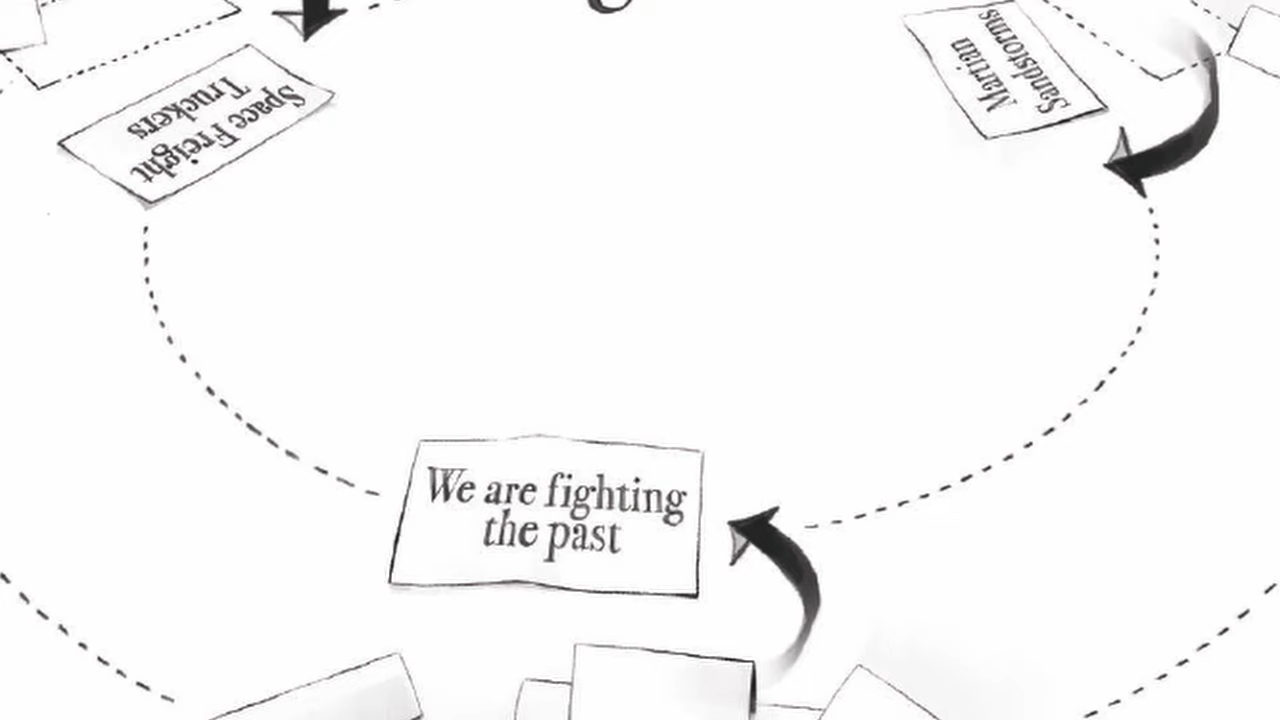 Space Freight
Truckers
Martian
Sandstorms
We are fighting
the past